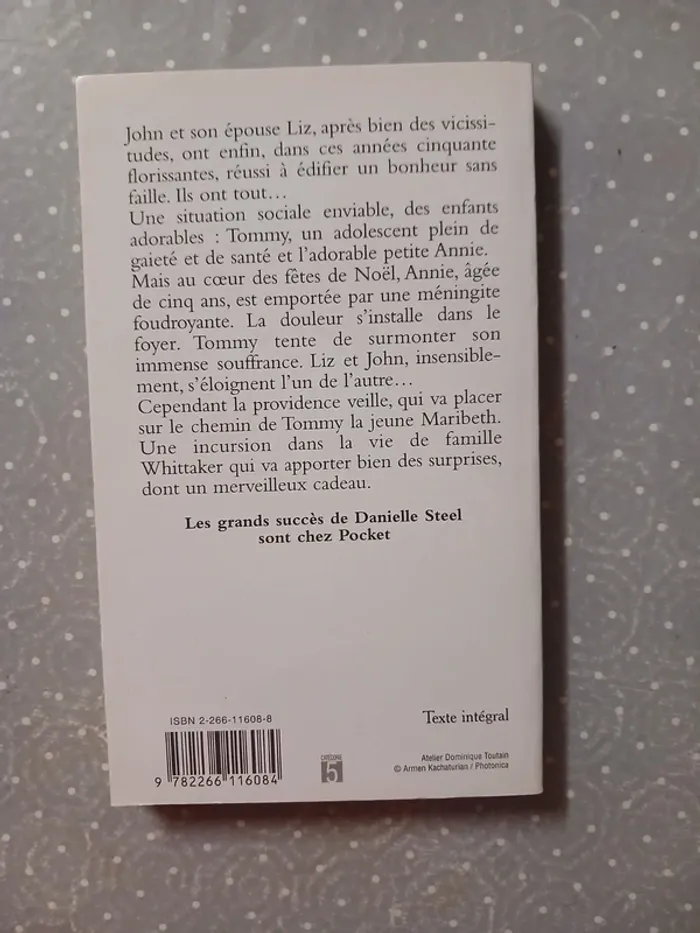 John et son épouse Liz, après bien des vicissi-
tudes, ont enfin, dans ces années cinquante
florissantes, réussi à édifier un bonheur sans
faille. Ils ont tout…
Une situation sociale enviable, des enfants
adorables : Tommy, un adolescent plein de
gaieté et de santé et l'adorable petite Annie.
Mais au cœur des fêtes de Noël, Annie, âgée
de cinq ans, est emportée par une méningite
foudroyante. La douleur s'installe dans le
foyer. Tommy tente de surmonter son
immense souffrance. Liz et John, insensible-
ment, s'éloignent l'un de l'autre…
Cependant la providence veille, qui va placer
sur le chemin de Tommy la jeune Maribeth.
Une incursion dans la vie de famille
Whittaker qui va apporter bien des surprises,
dont un merveilleux cadeau.
Les grands succès de Danielle Steel
sont chez Pocket
ISBN 2-266-11608-8
9 782266 116084
CATÉGORIE
5
Texte intégral
Atelier Dominique Toutain
© Armen Kachaturian / Photonica